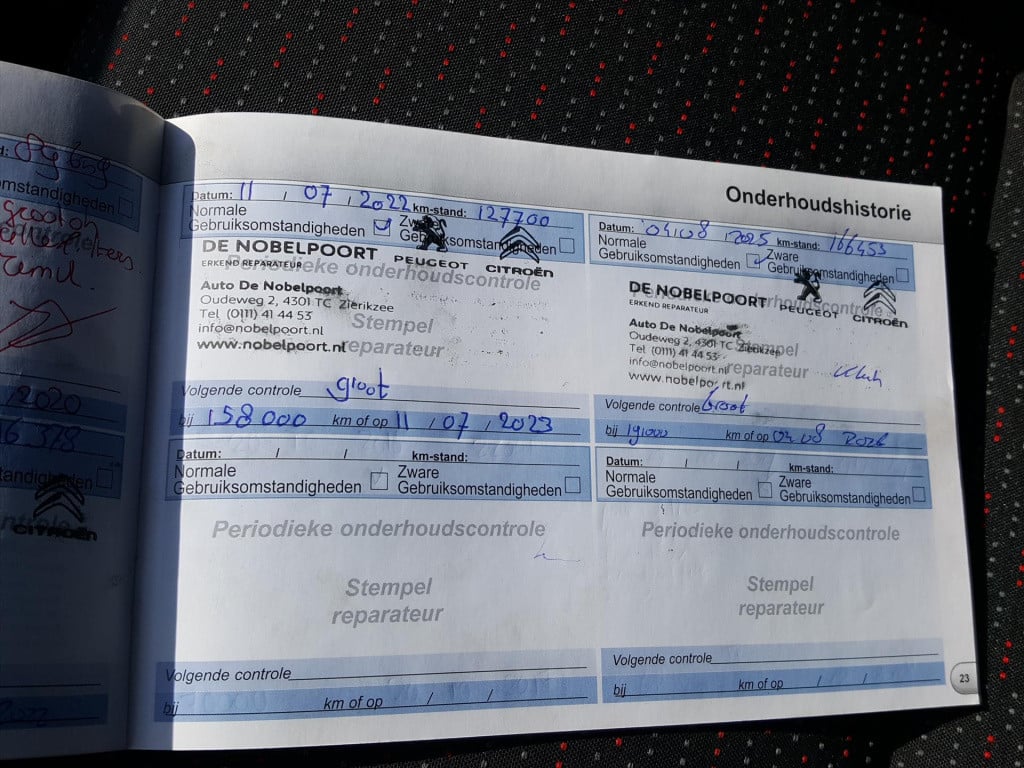 Onderhoudshistorie
Datum: 11 / 07 / 2022 km-stand: 127700
Normale Zware
Gebruiksomstandigheden Gebruiksomstandigheden
DE NOBELPOORT
ERKEND REPARATEUR PEUGEOT CITROËN
Periodieke onderhoudscontrole
Auto De Nobelpoort
Oudeweg 2, 4301 TC Zierikzee
Tel (0111) 41 44 53
info@nobelpoort.nl
www.nobelpoort.nl
Stempel
reparateur
Volgende controle groot
bij 158000 km of op 11 / 07 / 2023
Datum: / / km-stand:
Normale Zware
Gebruiksomstandigheden Gebruiksomstandigheden
Periodieke onderhoudscontrole
Stempel
reparateur
Volgende controle
bij km of op / /
Datum: 04 / 08 / 2025 km-stand: 166453
Normale Zware
Gebruiksomstandigheden Gebruiksomstandigheden
DE NOBELPOORT
ERKEND REPARATEUR PEUGEOT CITROËN
Periodieke onderhoudscontrole
Auto De Nobelpoort
Oudeweg 2, 4301 TC Zierikzee
Tel (0111) 41 44 53
info@nobelpoort.nl
www.nobelpoort.nl
Stempel
reparateur
Volgende controle Groot
bij 191000 km of op 04 08 2026
Datum: / / km-stand:
Normale Zware
Gebruiksomstandigheden Gebruiksomstandigheden
Periodieke onderhoudscontrole
Stempel
reparateur
Volgende controle
bij km of op / /
23
2020
CITROËN